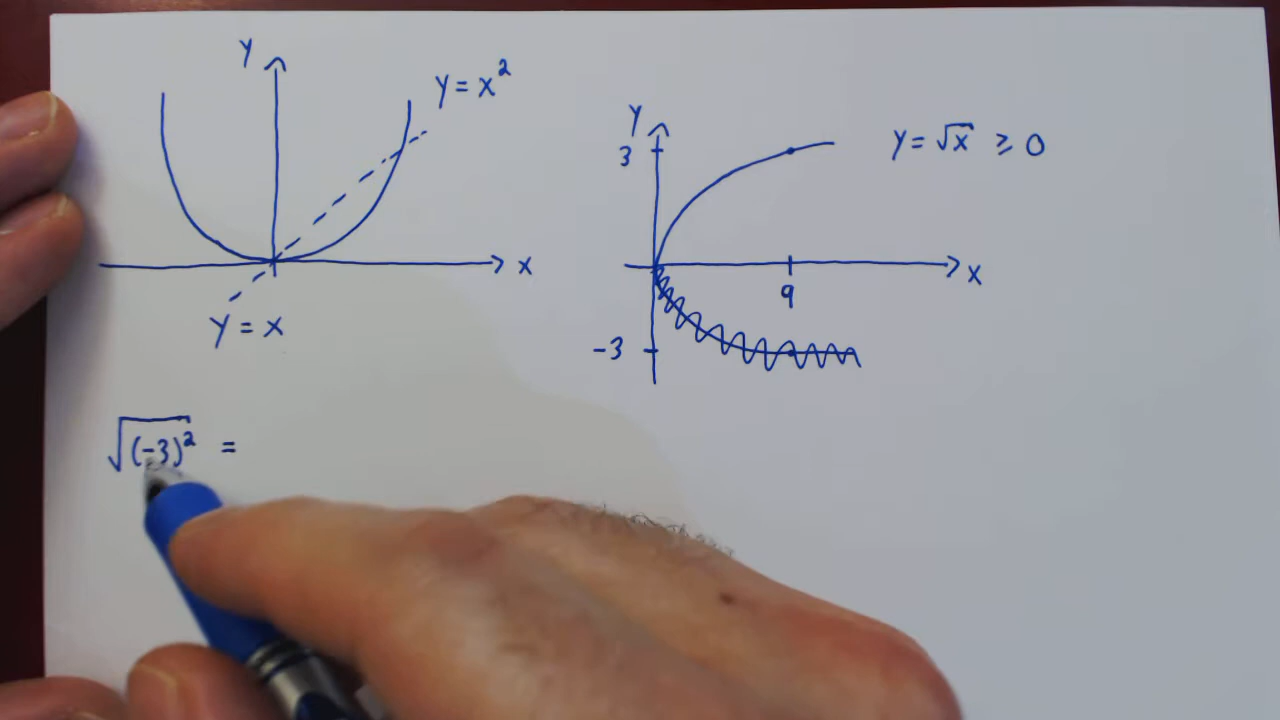 y
y = x²
x
y = x
y
3
y = √x ≥ 0
x
9
-3
√(-3)² =